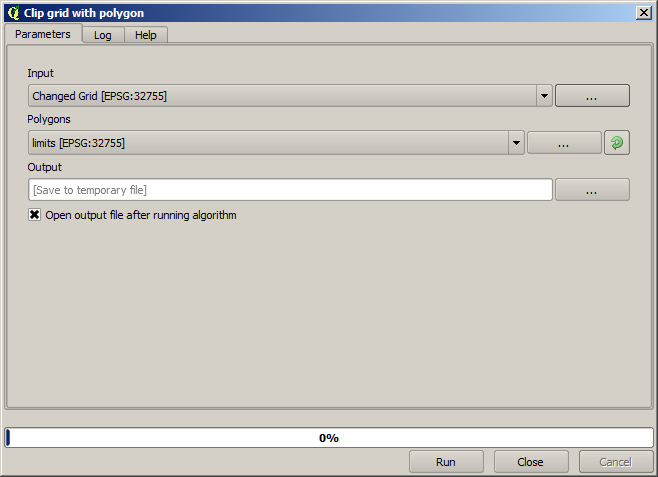 Clip grid with polygon
Parameters Log Help
Input
Changed Grid [EPSG:32755] ...
Polygons
limits [EPSG:32755] ...
Output
[Save to temporary file] ...
Open output file after running algorithm
0%
Run Close Cancel